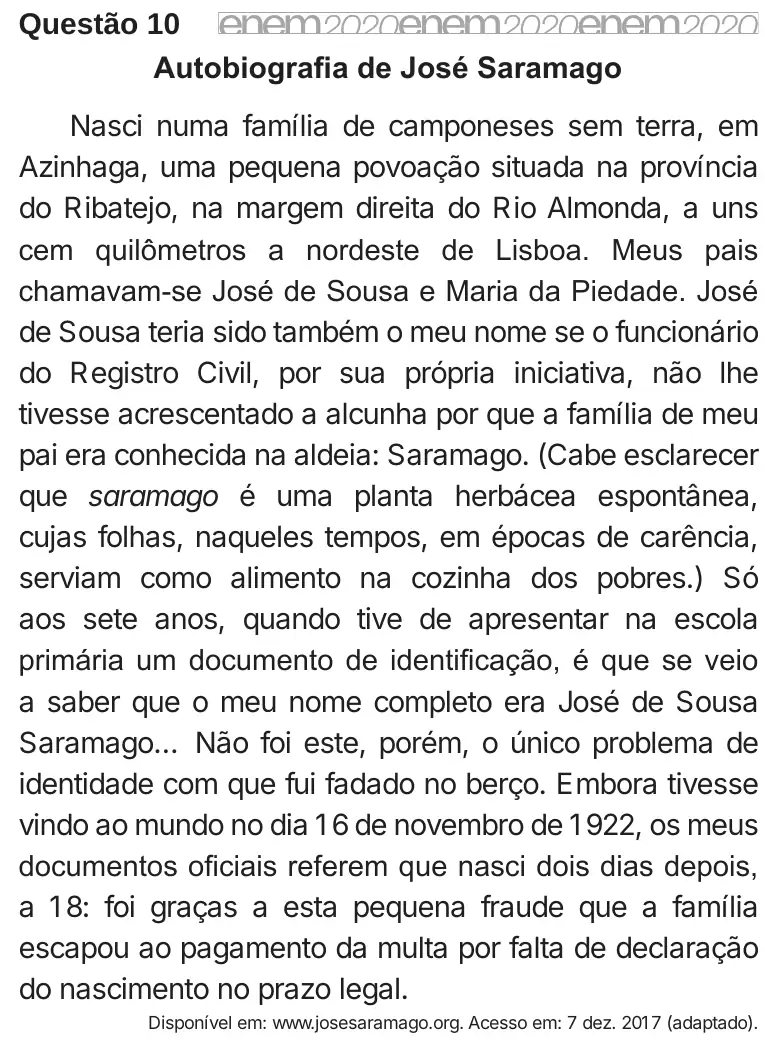 Questão 10 enem2020enem2020enem2020
Autobiografia de José Saramago
Nasci numa família de camponeses sem terra, em
Azinhaga, uma pequena povoação situada na província
do Ribatejo, na margem direita do Rio Almonda, a uns
cem quilômetros a nordeste de Lisboa. Meus pais
chamavam-se José de Sousa e Maria da Piedade. José
de Sousa teria sido também o meu nome se o funcionário
do Registro Civil, por sua própria iniciativa, não lhe
tivesse acrescentado a alcunha por que a família de meu
pai era conhecida na aldeia: Saramago. (Cabe esclarecer
que saramago é uma planta herbácea espontânea,
cujas folhas, naqueles tempos, em épocas de carência,
serviam como alimento na cozinha dos pobres.) Só
aos sete anos, quando tive de apresentar na escola
primária um documento de identificação, é que se veio
a saber que o meu nome completo era José de Sousa
Saramago... Não foi este, porém, o único problema de
identidade com que fui fadado no berço. Embora tivesse
vindo ao mundo no dia 16 de novembro de 1922, os meus
documentos oficiais referem que nasci dois dias depois,
a 18: foi graças a esta pequena fraude que a família
escapou ao pagamento da multa por falta de declaração
do nascimento no prazo legal.
Disponível em: www.josesaramago.org. Acesso em: 7 dez. 2017 (adaptado).